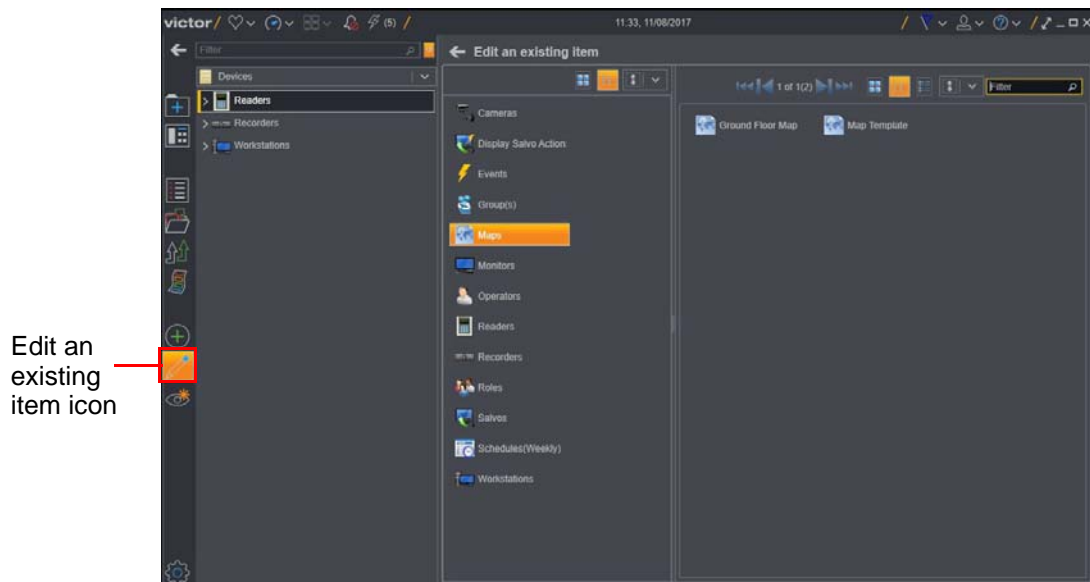 victor/ (5) / 11:33, 11/08/2017 /
Filter
Edit an existing item
Devices
Readers
Recorders
Workstations
Cameras
Display Salvo Action
Events
Group(s)
Maps
Monitors
Operators
Readers
Recorders
Roles
Salvos
Schedules(Weekly)
Workstations
1 of 1(2)
Filter
Ground Floor Map
Map Template
Edit an
existing
item icon